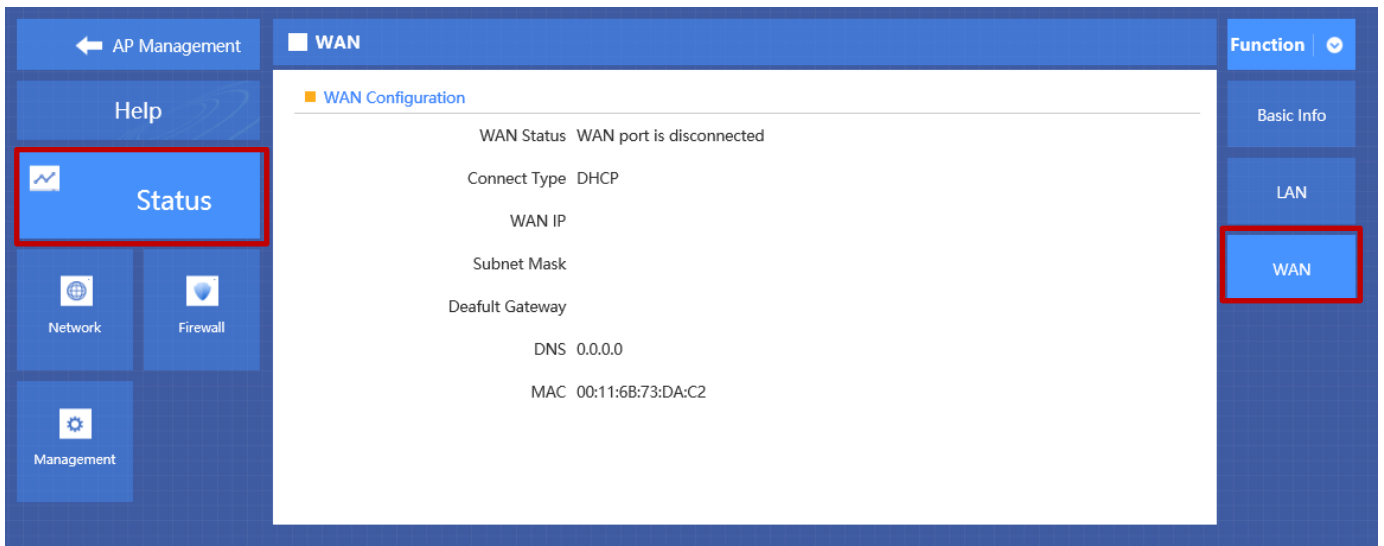 AP Management
Help
Status
Network
Firewall
Management
WAN
WAN Configuration
WAN Status WAN port is disconnected
Connect Type DHCP
WAN IP
Subnet Mask
Deafult Gateway
DNS 0.0.0.0
MAC 00:11:6B:73:DA:C2
Function
Basic Info
LAN
WAN